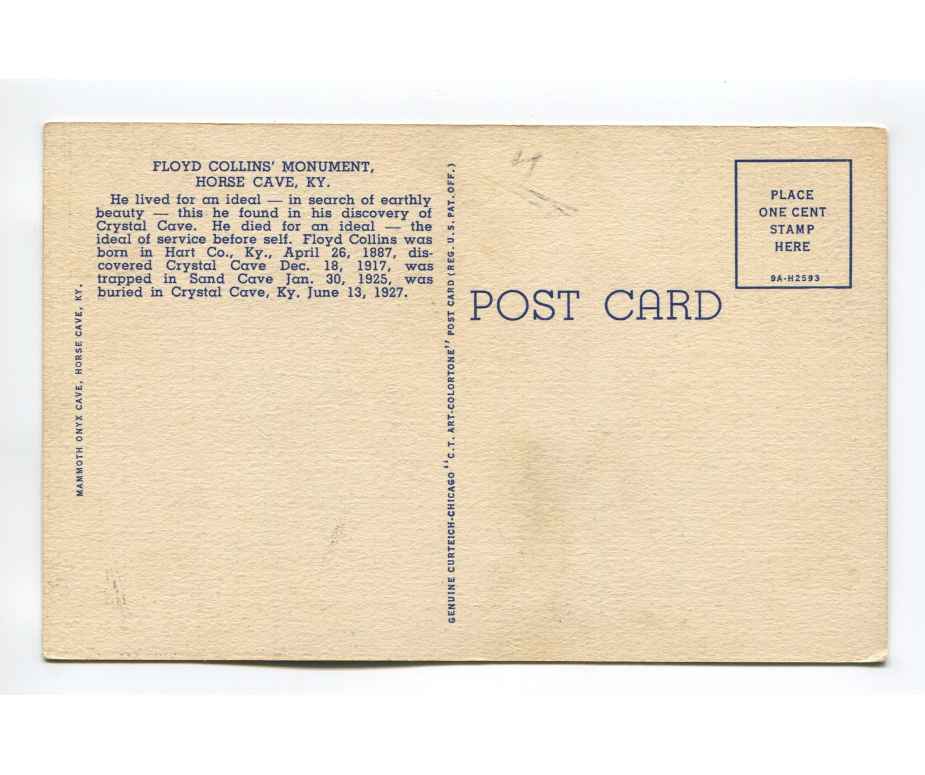 FLOYD COLLINS' MONUMENT,
HORSE CAVE, KY.
He lived for an ideal — in search of earthly
beauty — this he found in his discovery of
Crystal Cave. He died for an ideal — the
ideal of service before self. Floyd Collins was
born in Hart Co., Ky., April 26, 1887, dis-
covered Crystal Cave Dec. 18, 1917, was
trapped in Sand Cave Jan. 30, 1925, was
buried in Crystal Cave, Ky. June 13, 1927.
MAMMOTH ONYX CAVE, HORSE CAVE, KY.
GENUINE CURTEICH-CHICAGO "C.T. ART-COLORTONE" POST CARD (REG. U.S. PAT. OFF.)
POST CARD
PLACE
ONE CENT
STAMP
HERE
9A-H2593